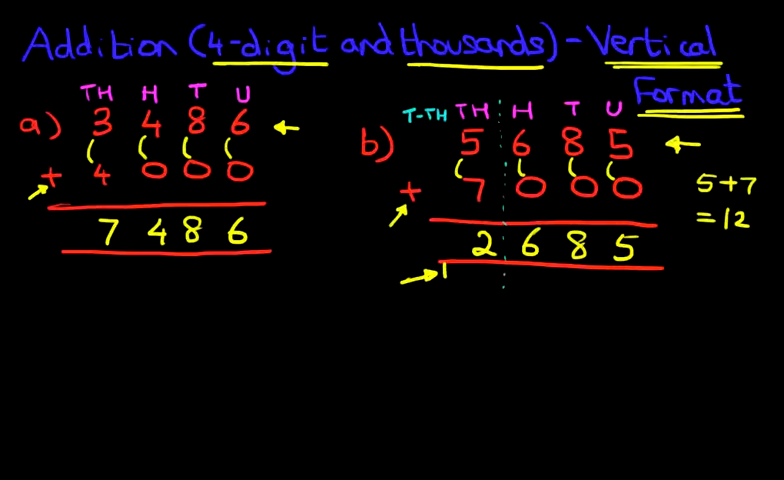 Addition (4-digit and thousands) - Vertical
Format
TH H T U
a) 3 4 8 6
+ 4 0 0 0
7 4 8 6
T-TH TH H T U
b) 5 6 8 5
+ 7 0 0 0
2 6 8 5
1
5+7
=12